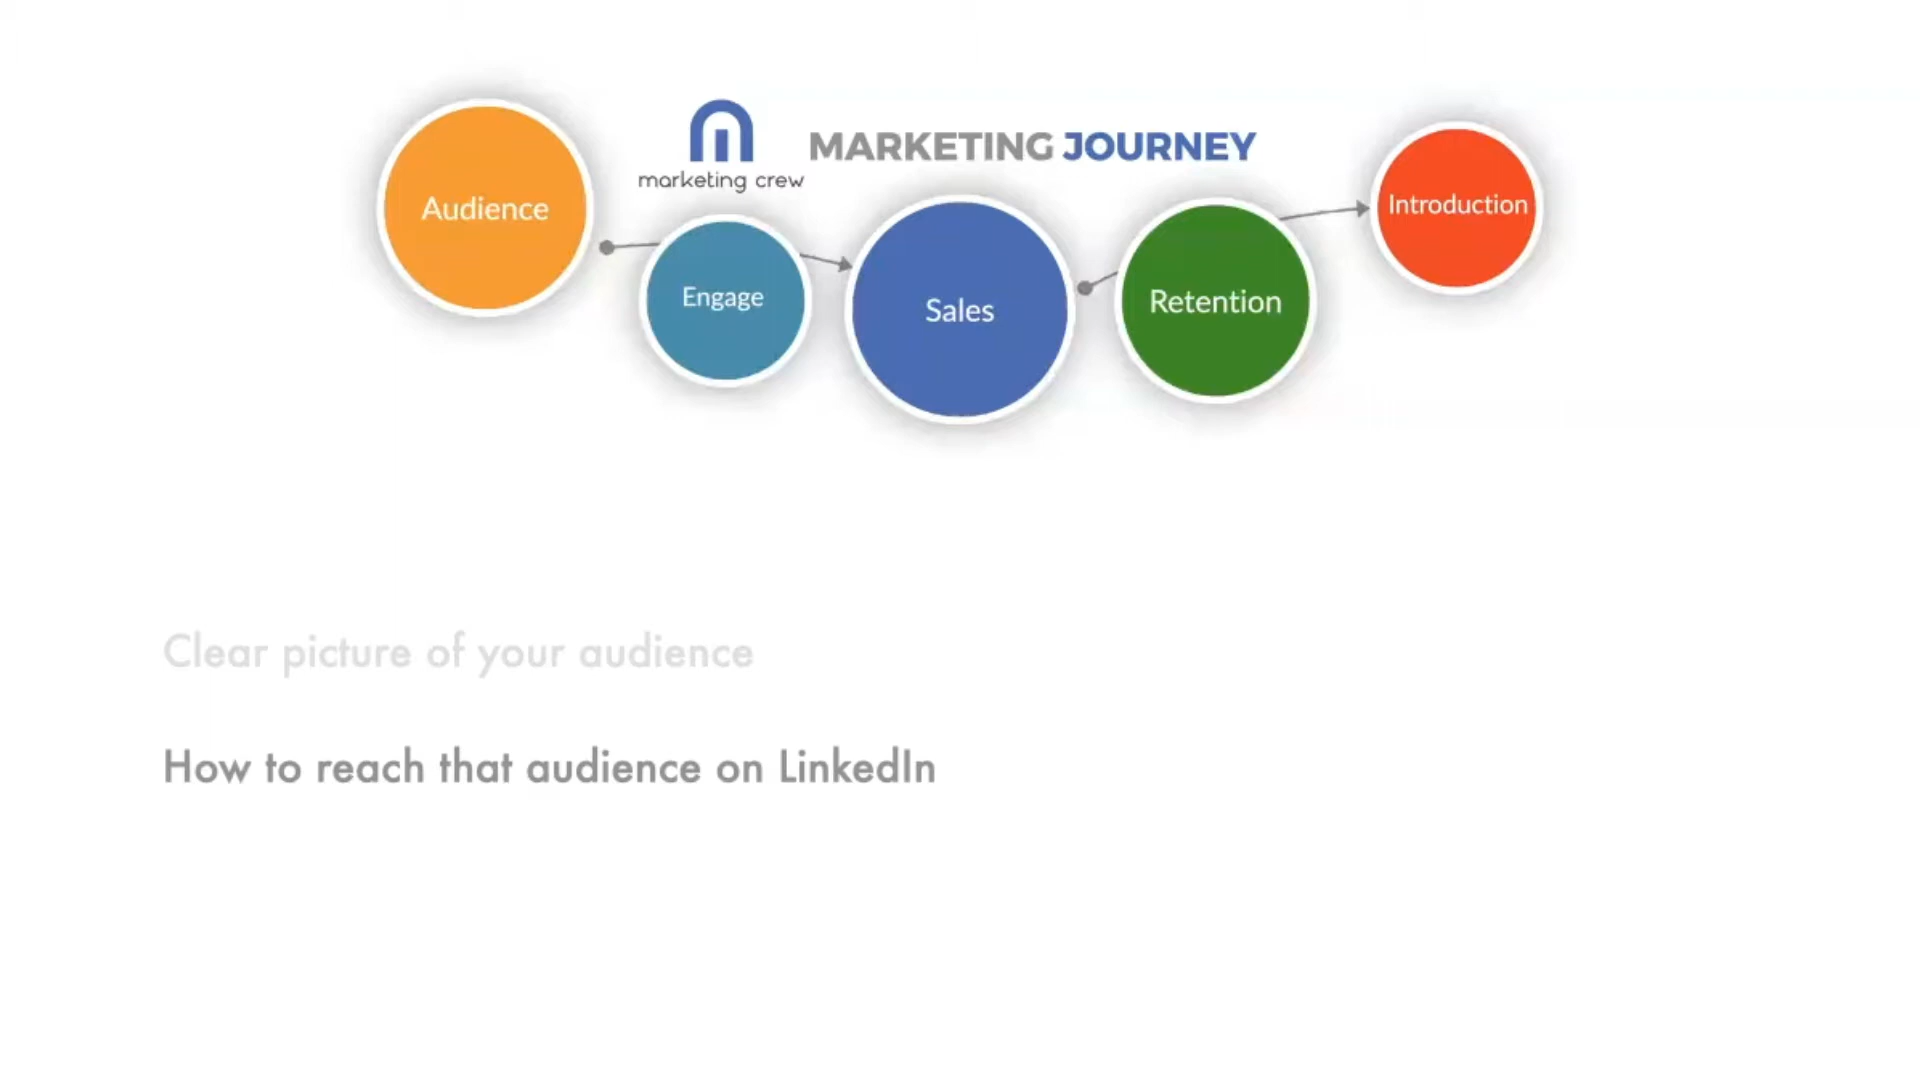 marketing crew
MARKETING JOURNEY
Audience
Engage
Sales
Retention
Introduction
Clear picture of your audience
How to reach that audience on LinkedIn